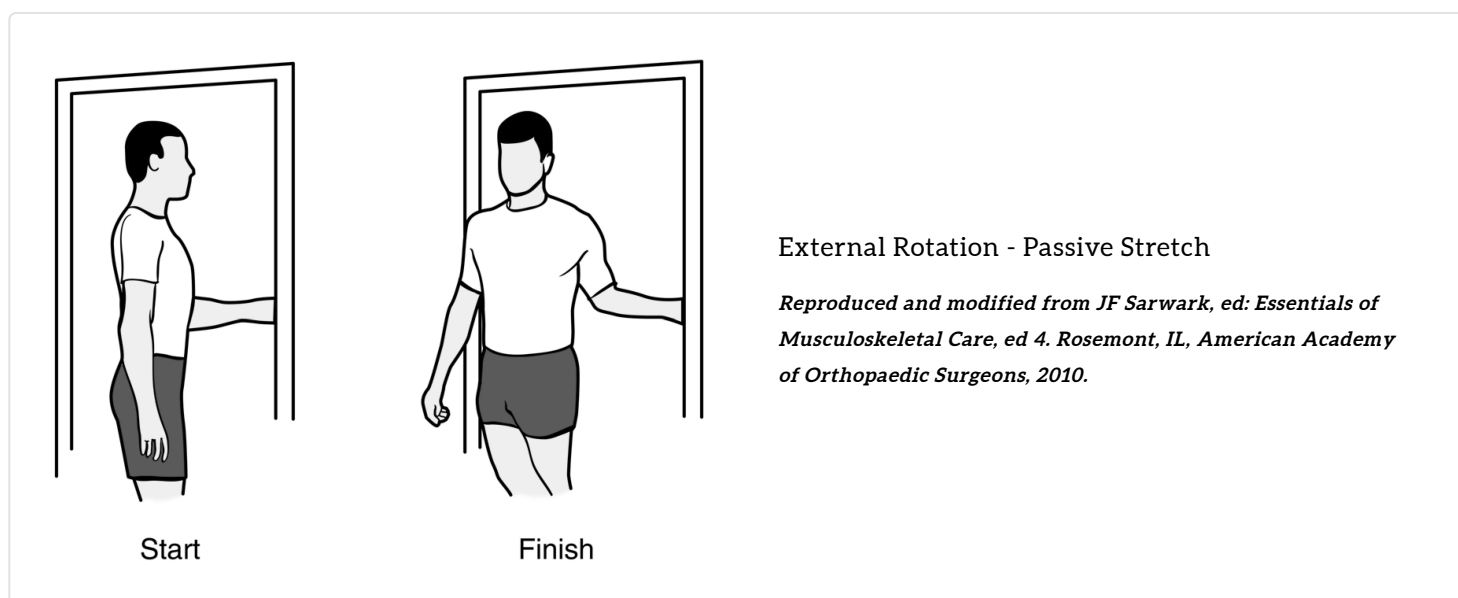 External Rotation - Passive Stretch
Reproduced and modified from JF Sarwark, ed: Essentials of
Musculoskeletal Care, ed 4. Rosemont, IL, American Academy
of Orthopaedic Surgeons, 2010.
Start
Finish